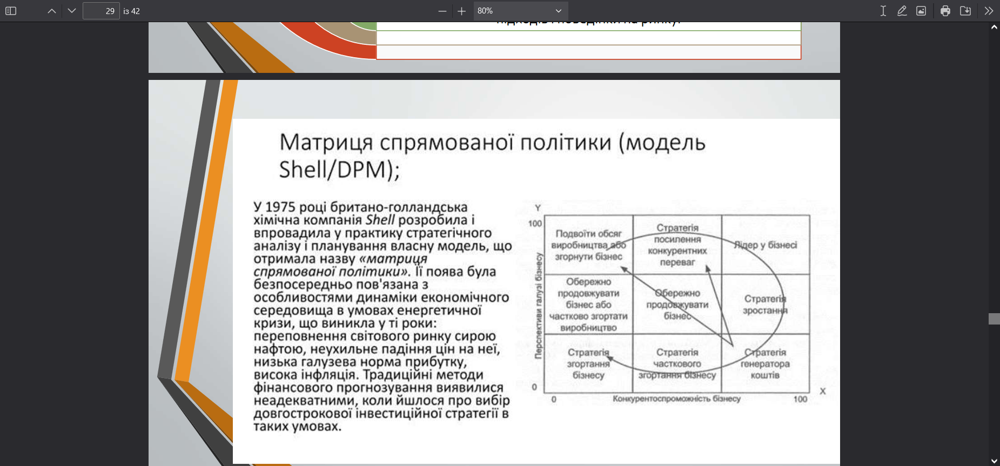 29
із 42
80%
підходів і поведінки на ринку.
Матриця спрямованої політики (модель
Shell/DPM);
У 1975 році британо-голландська
хімічна компанія Shell розробила і
впровадила у практику стратегічного
аналізу і планування власну модель, що
отримала назву «матриця
спрямованої політики». Її поява була
безпосередньо пов'язана з
особливостями динаміки економічного
середовища в умовах енергетичної
кризи, що виникла у ті роки:
переповнення світового ринку сирою
нафтою, неухильне падіння цін на неї,
низька галузева норма прибутку,
висока інфляція. Традиційні методи
фінансового прогнозування виявилися
неадекватними, коли йшлося про вибір
довгострокової інвестиційної стратегії в
таких умовах.
Y
100
Перспективи галузі бізнесу
0
Подвоїти обсяг
виробництва або
згорнути бізнес
Стратегія
посилення
конкурентних
переваг
Лідер у бізнесі
Обережно
продовжувати
бізнес або
частково згортати
виробництво
Обережно
продовжувати
бізнес
Стратегія
зростання
Стратегія
згортання
бізнесу
Стратегія
часткового
згортання бізнесу
Стратегія
генератора
коштів
0
Конкурентоспроможність бізнесу
100
X